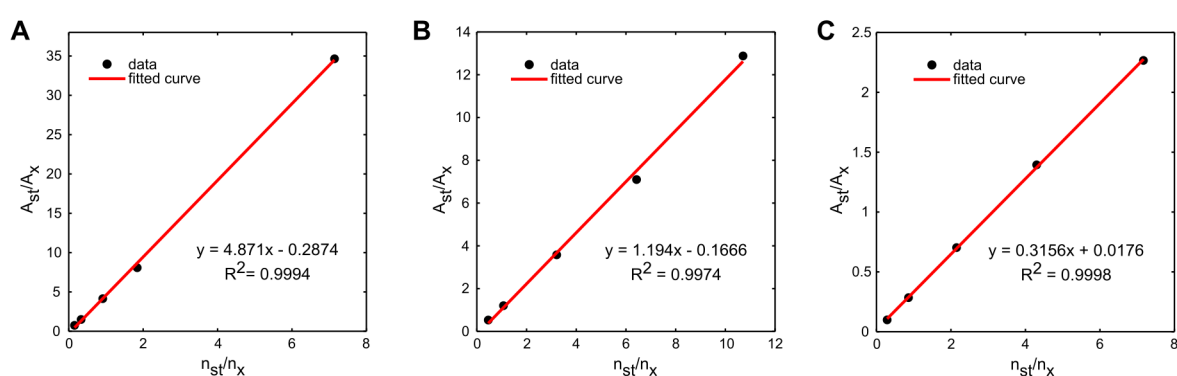 A
35
30
25
20
15
10
5
0
A_st/A_x
data
fitted curve
y = 4.871x - 0.2874
R^2 = 0.9994
0 2 4 6 8
n_st/n_x
B
14
12
10
8
6
4
2
0
A_st/A_x
data
fitted curve
y = 1.194x - 0.1666
R^2 = 0.9974
0 2 4 6 8 10 12
n_st/n_x
C
2.5
2
1.5
1
0.5
0
A_st/A_x
data
fitted curve
y = 0.3156x + 0.0176
R^2 = 0.9998
0 2 4 6 8
n_st/n_x